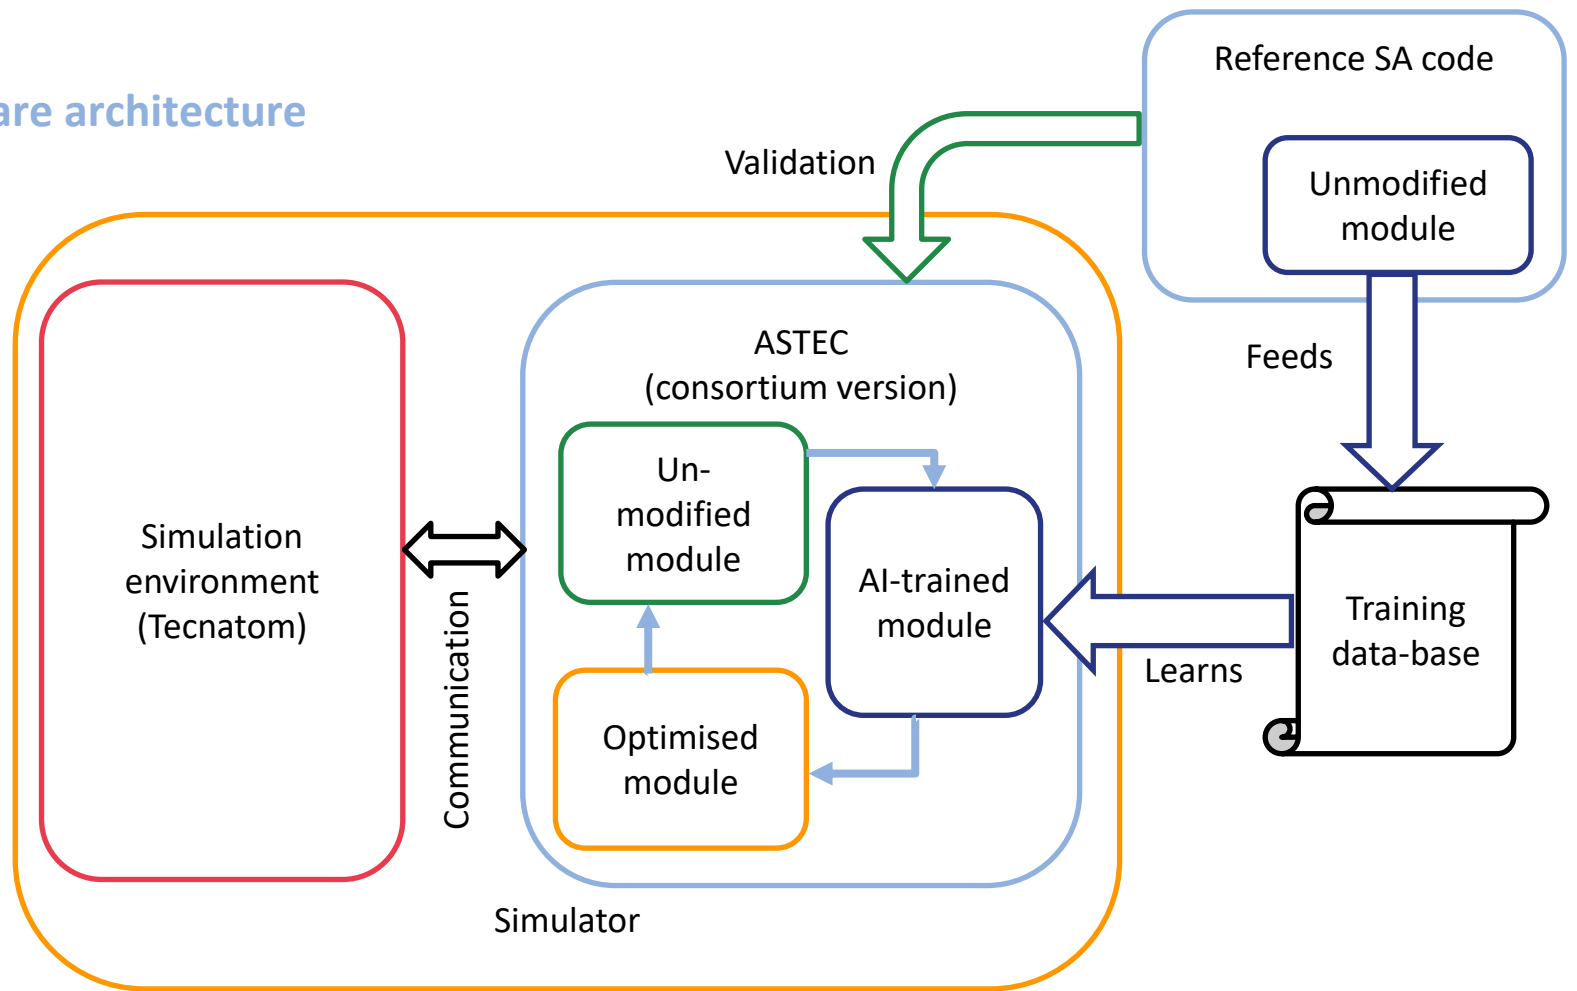 are architecture
Reference SA code
Validation
Unmodified
module
Feeds
ASTEC
(consortium version)
Un-
modified
module
Simulation
environment
(Tecnatom)
Communication
AI-trained
module
Learns
Training
data-base
Optimised
module
Simulator